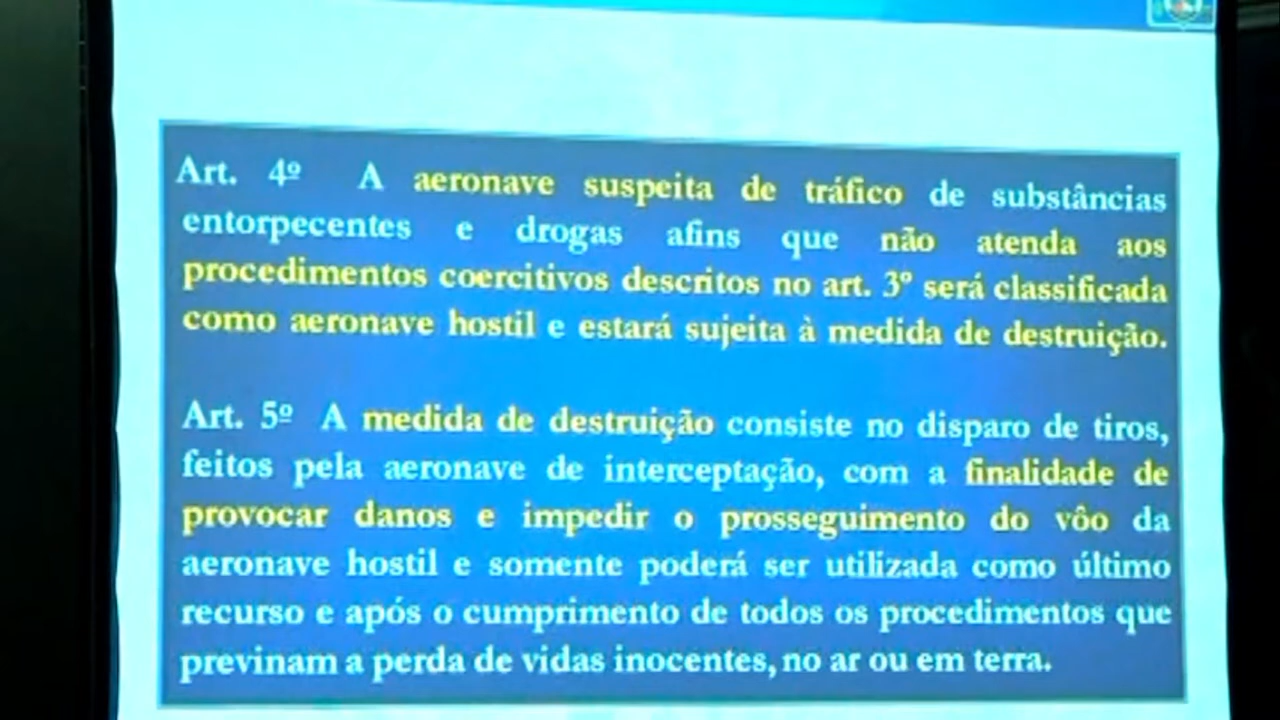 Art. 4º A aeronave suspeita de tráfico de substâncias
entorpecentes e drogas afins que não atenda aos
procedimentos coercitivos descritos no art. 3º será classificada
como aeronave hostil e estará sujeita à medida de destruição.
Art. 5º A medida de destruição consiste no disparo de tiros,
feitos pela aeronave de interceptação, com a finalidade de
provocar danos e impedir o prosseguimento do vôo da
aeronave hostil e somente poderá ser utilizada como último
recurso e após o cumprimento de todos os procedimentos que
previnam a perda de vidas inocentes, no ar ou em terra.